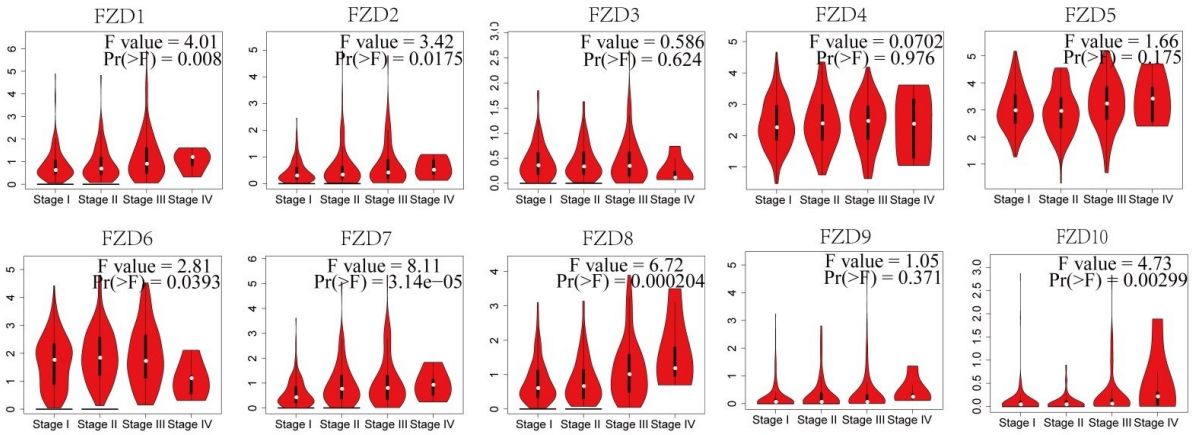 FZD1
F value = 4.01
Pr(>F) = 0.008
6
5
4
3
2
1
0
Stage I Stage II Stage III Stage IV
FZD2
F value = 3.42
Pr(>F) = 0.0175
5
4
3
2
1
0
Stage I Stage II Stage III Stage IV
FZD3
F value = 0.586
Pr(>F) = 0.624
3.0
2.5
2.0
1.5
1.0
0.5
0.0
Stage I Stage II Stage III Stage IV
FZD4
F value = 0.0702
Pr(>F) = 0.976
5
4
3
2
1
Stage I Stage II Stage III Stage IV
FZD5
F value = 1.66
Pr(>F) = 0.175
5
4
3
2
1
Stage I Stage II Stage III Stage IV
FZD6
F value = 2.81
Pr(>F) = 0.0393
5
4
3
2
1
0
Stage I Stage II Stage III Stage IV
FZD7
F value = 8.11
Pr(>F) = 3.14e−05
5
4
3
2
1
0
Stage I Stage II Stage III Stage IV
FZD8
F value = 6.72
Pr(>F) = 0.000204
4
3
2
1
0
Stage I Stage II Stage III Stage IV
FZD9
F value = 1.05
Pr(>F) = 0.371
4
3
2
1
0
Stage I Stage II Stage III Stage IV
FZD10
F value = 4.73
Pr(>F) = 0.00299
3.0
2.5
2.0
1.5
1.0
0.5
0.0
Stage I Stage II Stage III Stage IV